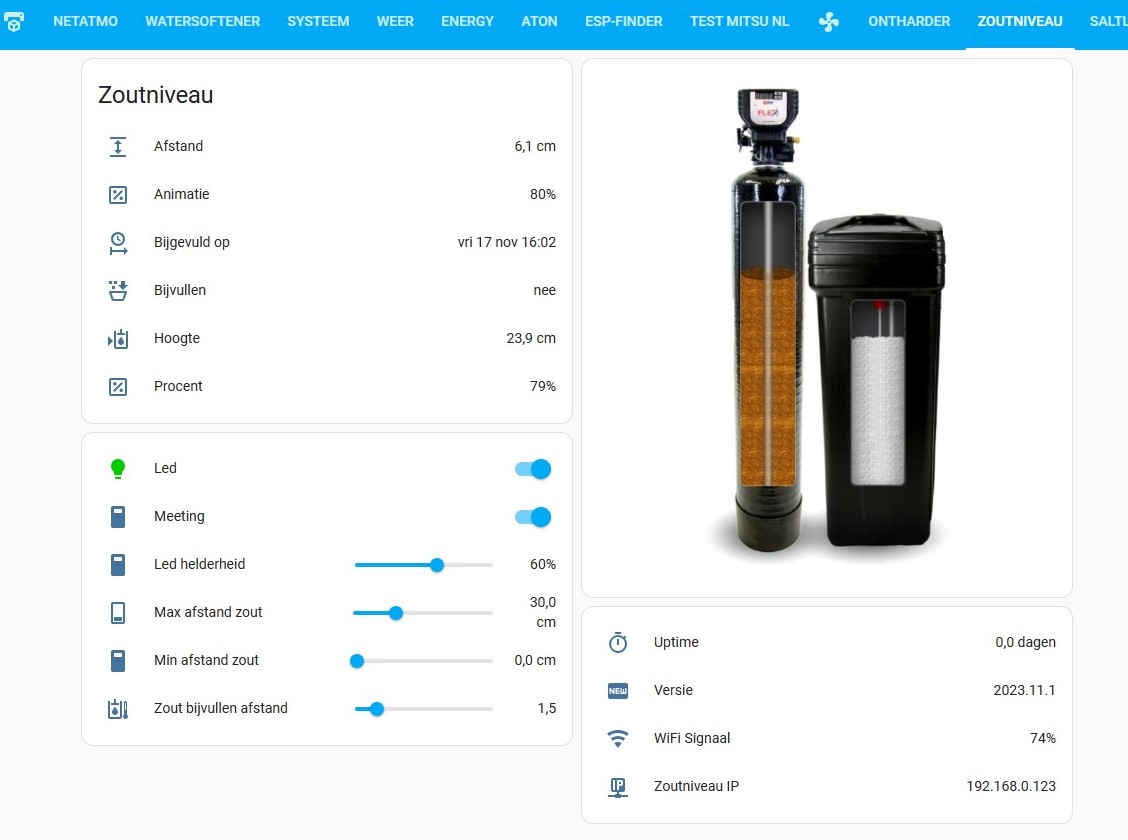 NETATMO WATERSOFTENER SYSTEEM WEER ENERGY ATON ESP-FINDER TEST MITSU NL ONTHARDER ZOUTNIVEAU SALTL
Zoutniveau
Afstand 6,1 cm
Animatie 80%
Bijgevuld op vri 17 nov 16:02
Bijvullen nee
Hoogte 23,9 cm
Procent 79%
Led
Meeting
Led helderheid 60%
Max afstand zout 30,0
cm
Min afstand zout 0,0 cm
Zout bijvullen afstand 1,5
FLEX
Uptime 0,0 dagen
NEW Versie 2023.11.1
WiFi Signaal 74%
IP Zoutniveau IP 192.168.0.123